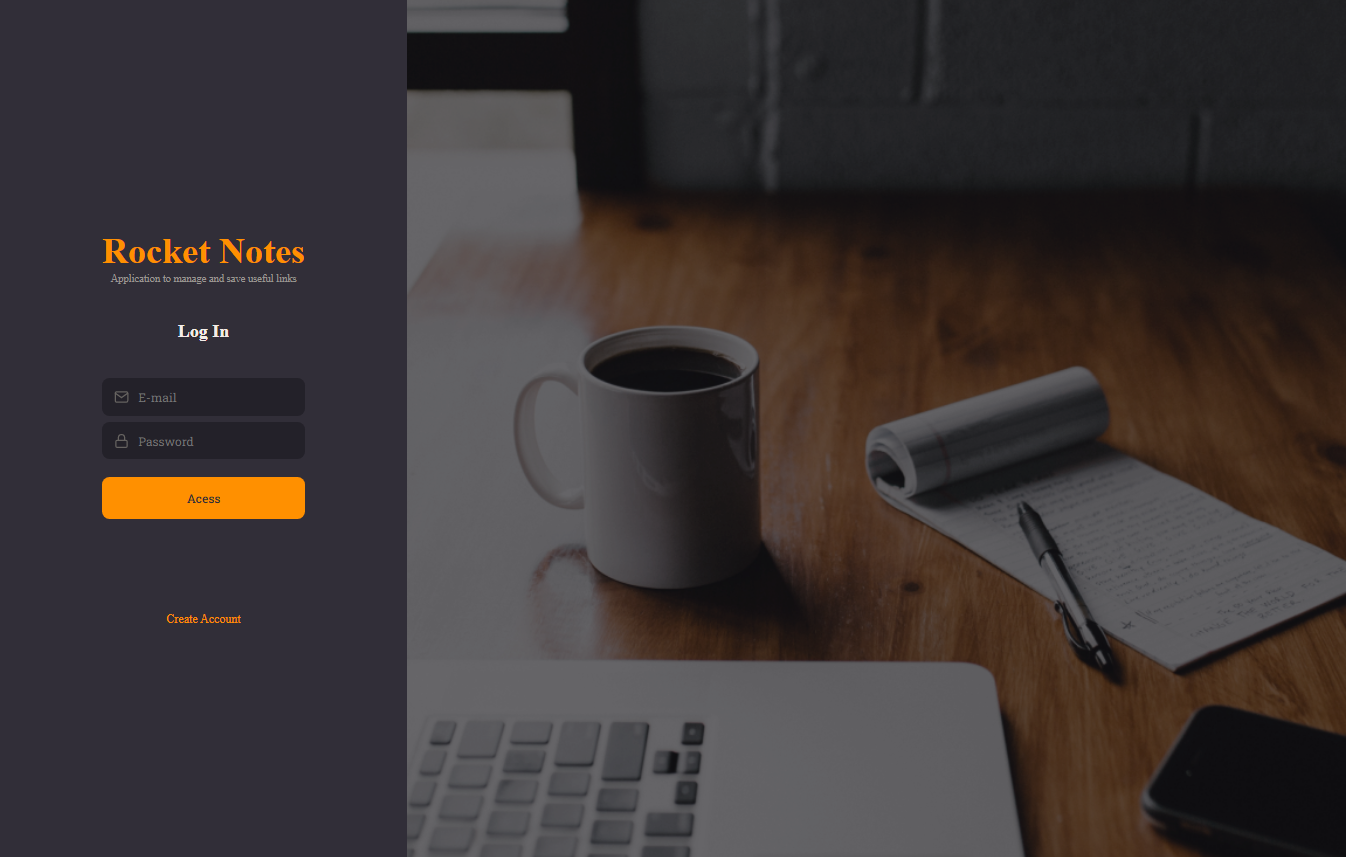 Rocket Notes
Application to manage and save useful links
Log In
E-mail
Password
Acess
Create Account